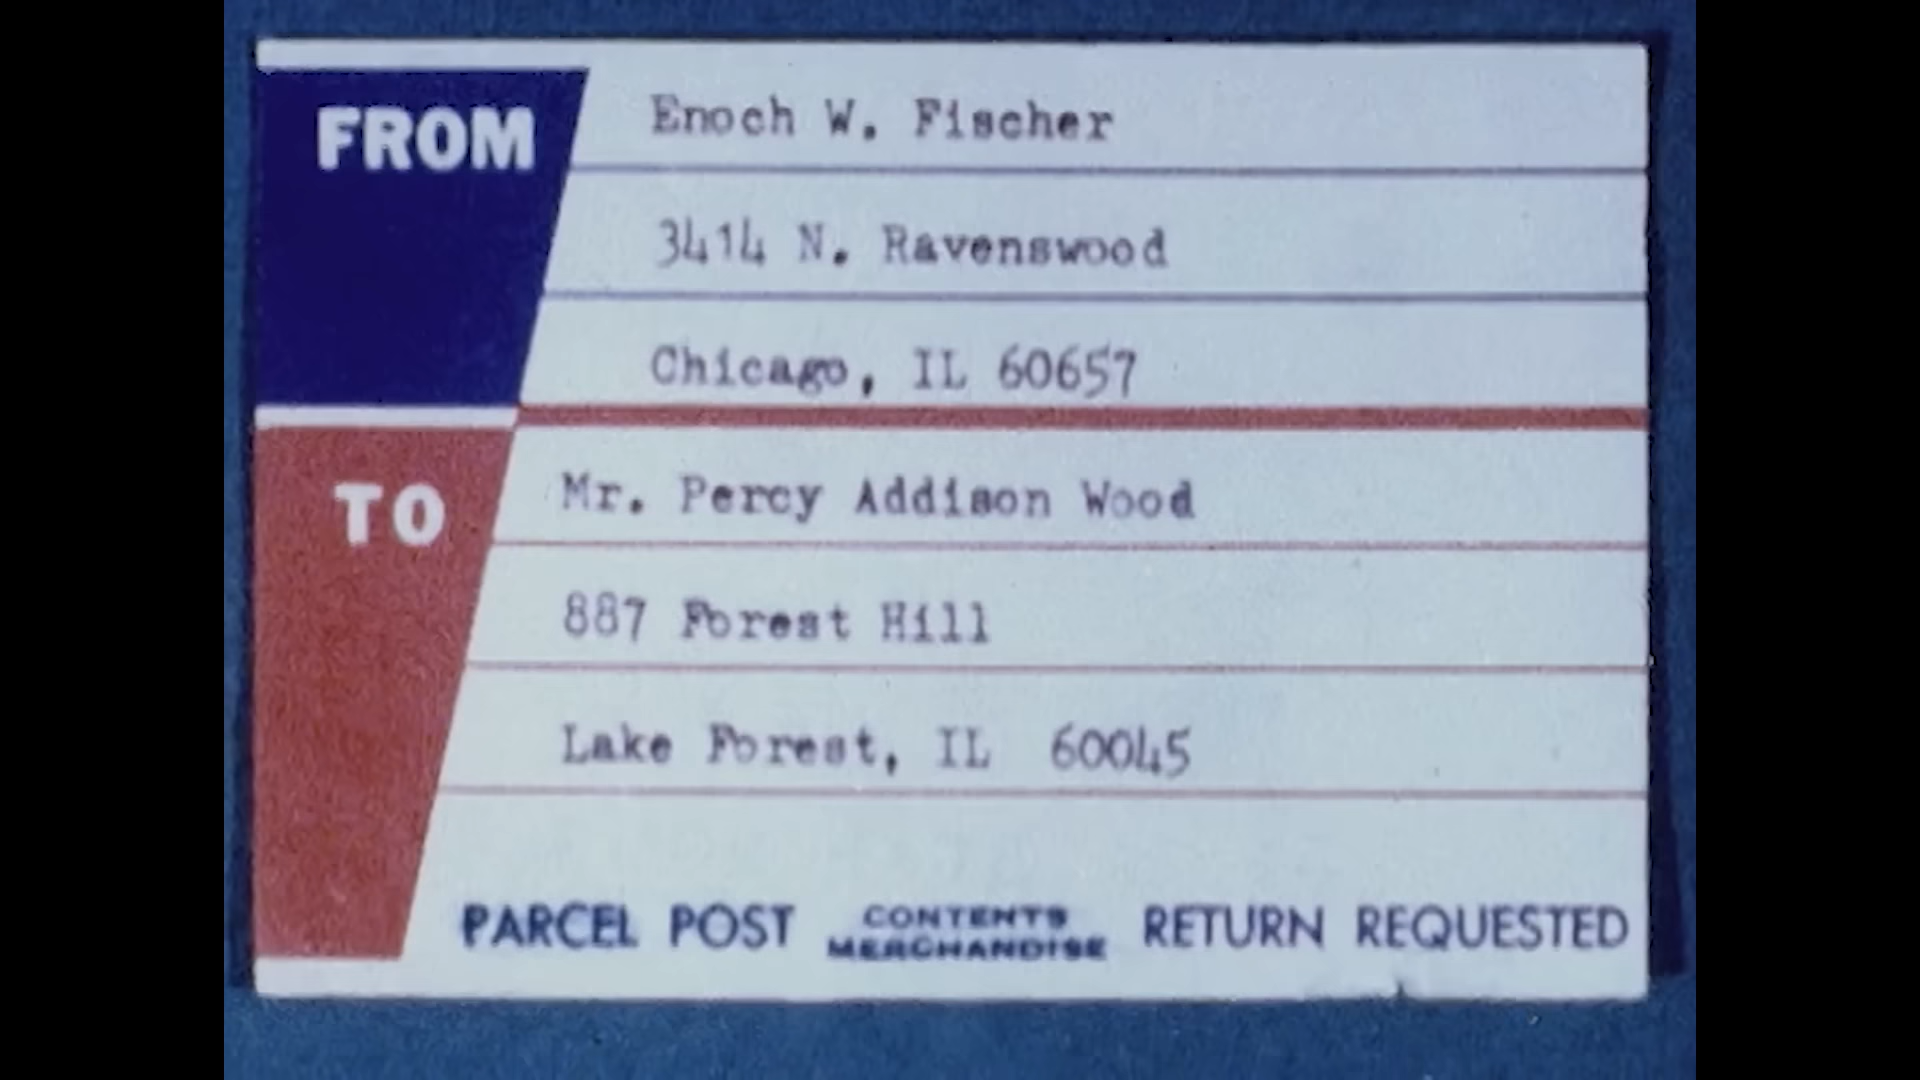 FROM
Enoch W. Fischer
3414 N. Ravenswood
Chicago, IL 60657
TO
Mr. Percy Addison Wood
887 Forest Hill
Lake Forest, IL 60045
PARCEL POST
CONTENTS
MERCHANDISE
RETURN REQUESTED